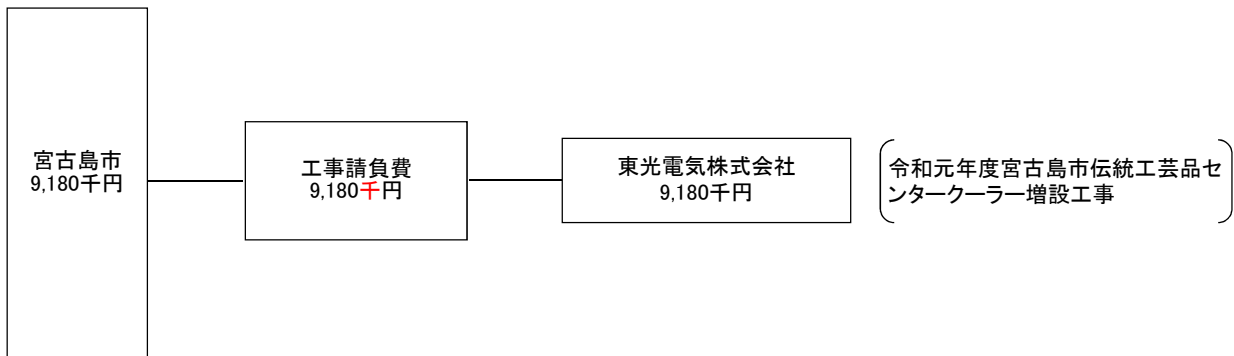 宮古島市
9,180千円
工事請負費
9,180千円
東光電気株式会社
9,180千円
令和元年度宮古島市伝統工芸品セ
ンタークーラー増設工事